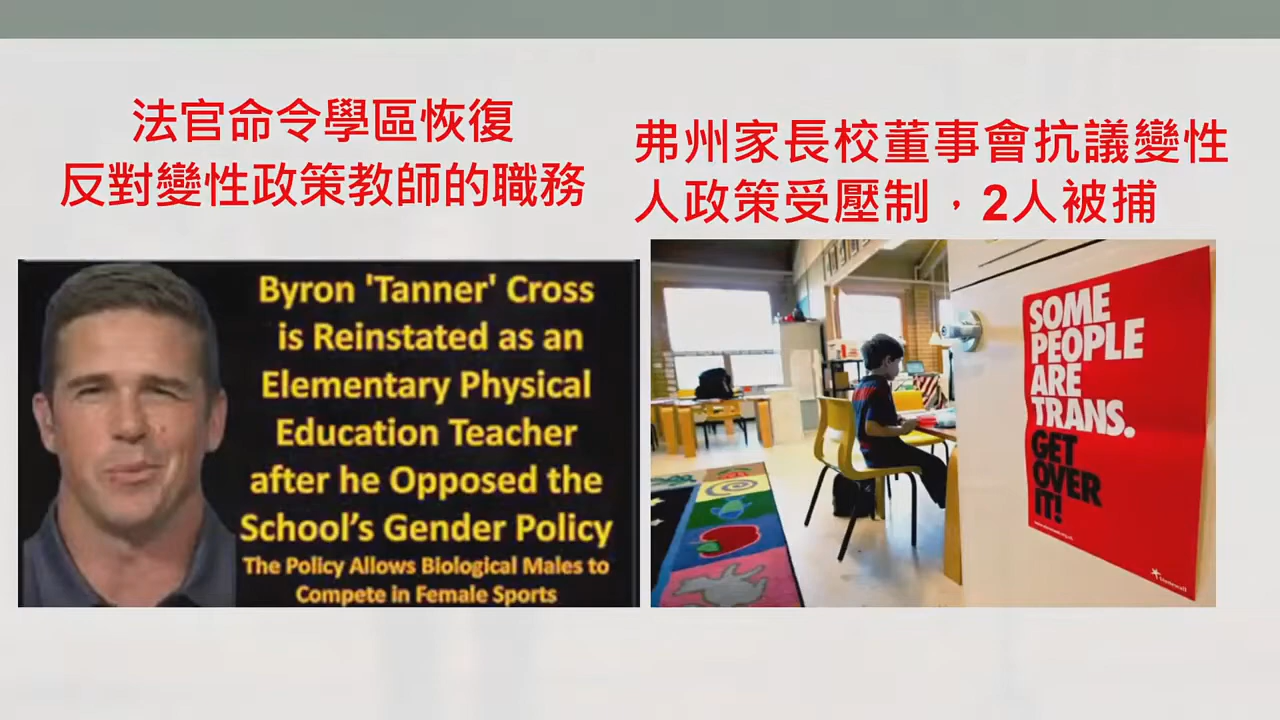 法官命令學區恢復
反對變性政策教師的職務
弗州家長校董事會抗議變性
人政策受壓制，2人被捕
Byron 'Tanner' Cross
is Reinstated as an
Elementary Physical
Education Teacher
after he Opposed the
School’s Gender Policy
The Policy Allows Biological Males to
Compete in Female Sports
SOME
PEOPLE
ARE
TRANS.
GET
OVER
IT!